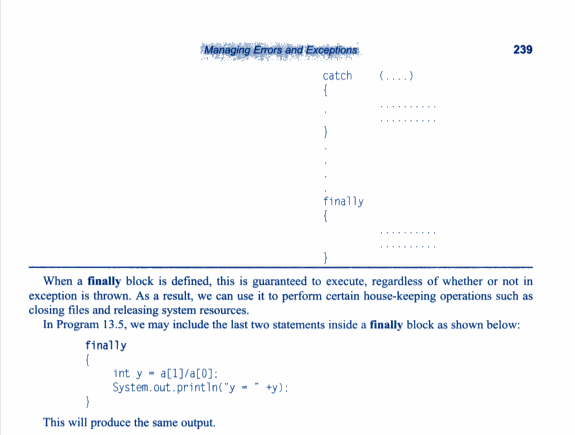 Managing Errors and Exceptions 239
catch (....)
{
..........
. ..........
}
.
.
.
.
finally
{
..........
..........
}
When a finally block is defined, this is guaranteed to execute, regardless of whether or not in
exception is thrown. As a result, we can use it to perform certain house-keeping operations such as
closing files and releasing system resources.
In Program 13.5, we may include the last two statements inside a finally block as shown below:
finally
{
int y = a[1]/a[0];
System.out.println("y = " +y);
}
This will produce the same output.